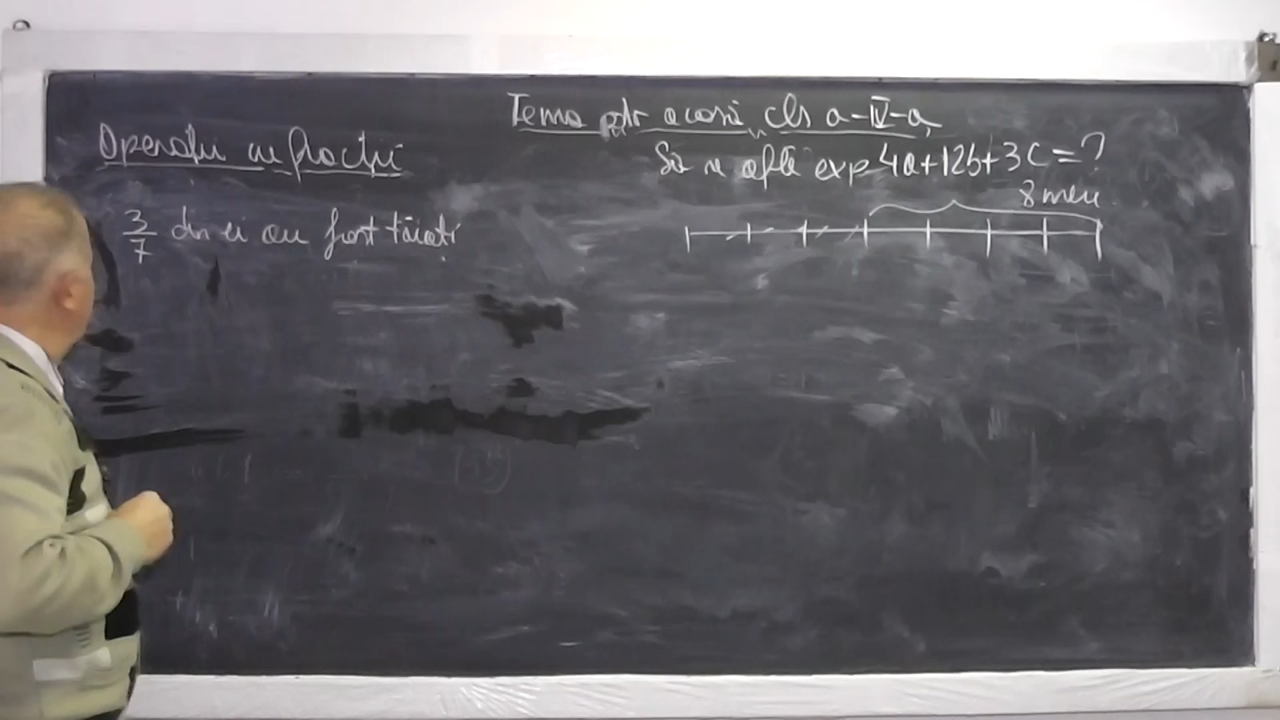 Tema ptr acasă, cls a-IV-a
Operații cu fracții
Să se afle exp 4a+12b+3c=?
8 meri
3/7 din ei au fost tăiați